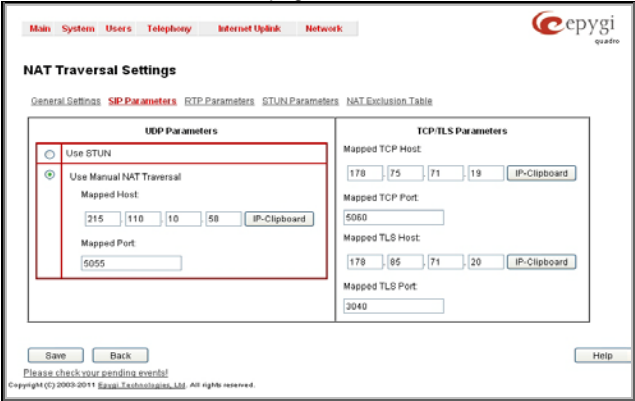 Main System Users Telephony Internet Uplink Network
epygi
quadro
NAT Traversal Settings
General Settings SIP Parameters RTP Parameters STUN Parameters NAT Exclusion Table
UDP Parameters
Use STUN
Use Manual NAT Traversal
Mapped Host:
215 . 110 . 10 . 58 IP-Clipboard
Mapped Port:
5055
TCP/TLS Parameters
Mapped TCP Host:
178 . 75 . 71 . 19 IP-Clipboard
Mapped TCP Port:
5060
Mapped TLS Host:
178 . 85 . 71 . 20 IP-Clipboard
Mapped TLS Port:
3040
Save Back Help
Please check your pending events!
Copyright (C) 2003-2011 Epygi Technologies, Ltd. All rights reserved.